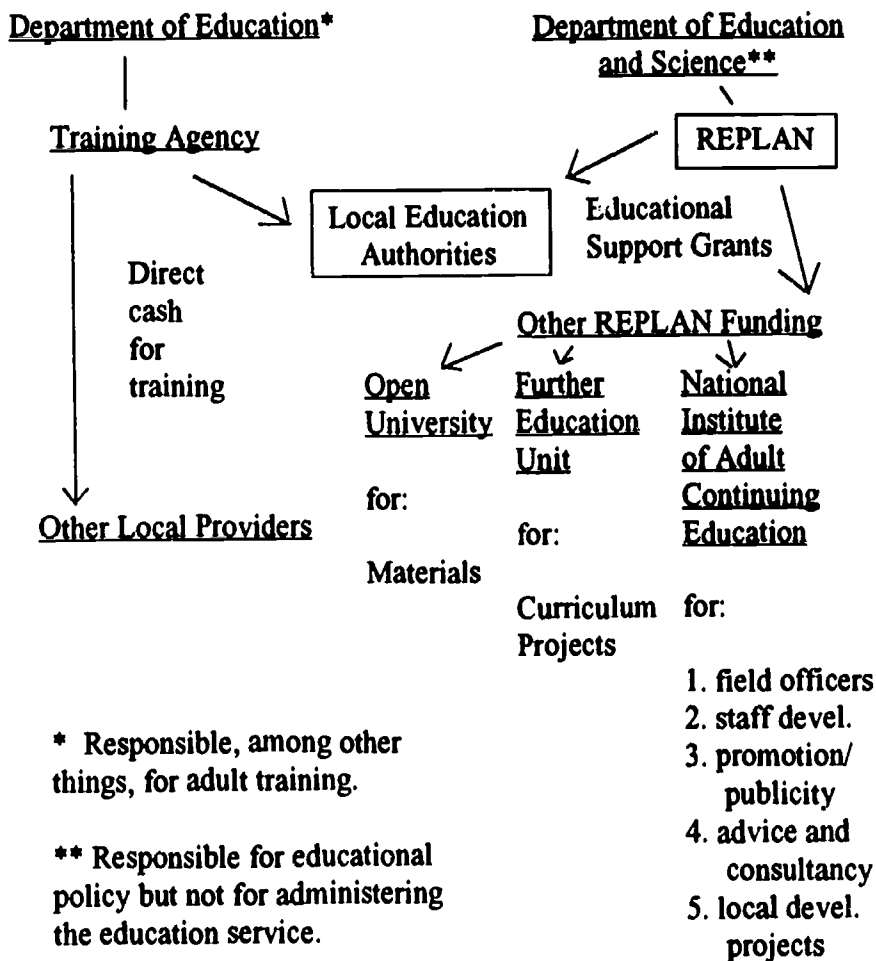 Department of Education*
Department of Education
and Science**
Training Agency
REPLAN
Local Education
Authorities
Educational
Support Grants
Direct
cash
for
training
Other REPLAN Funding
Open
University
for:
Materials
Further
Education
Unit
for:
Curriculum
Projects
National
Institute
of Adult
Continuing
Education
for:
1. field officers
2. staff devel.
3. promotion/
publicity
4. advice and
consultancy
5. local devel.
projects
Other Local Providers
* Responsible, among other
things, for adult training.
** Responsible for educational
policy but not for administering
the education service.